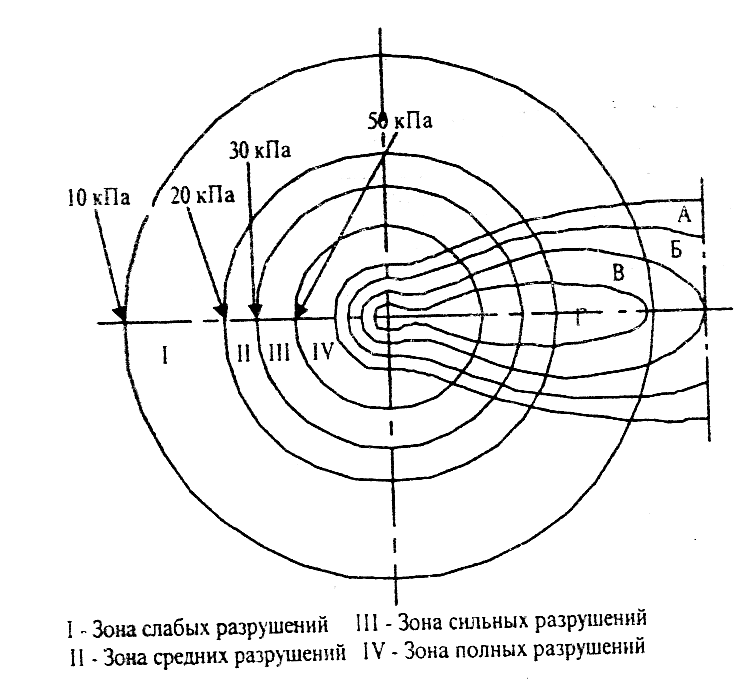 50 кПа
30 кПа
10 кПа
20 кПа
А
Б
В
Г
I
II
III
IV
I - Зона слабых разрушений III - Зона сильных разрушений
II - Зона средних разрушений IV - Зона полных разрушений